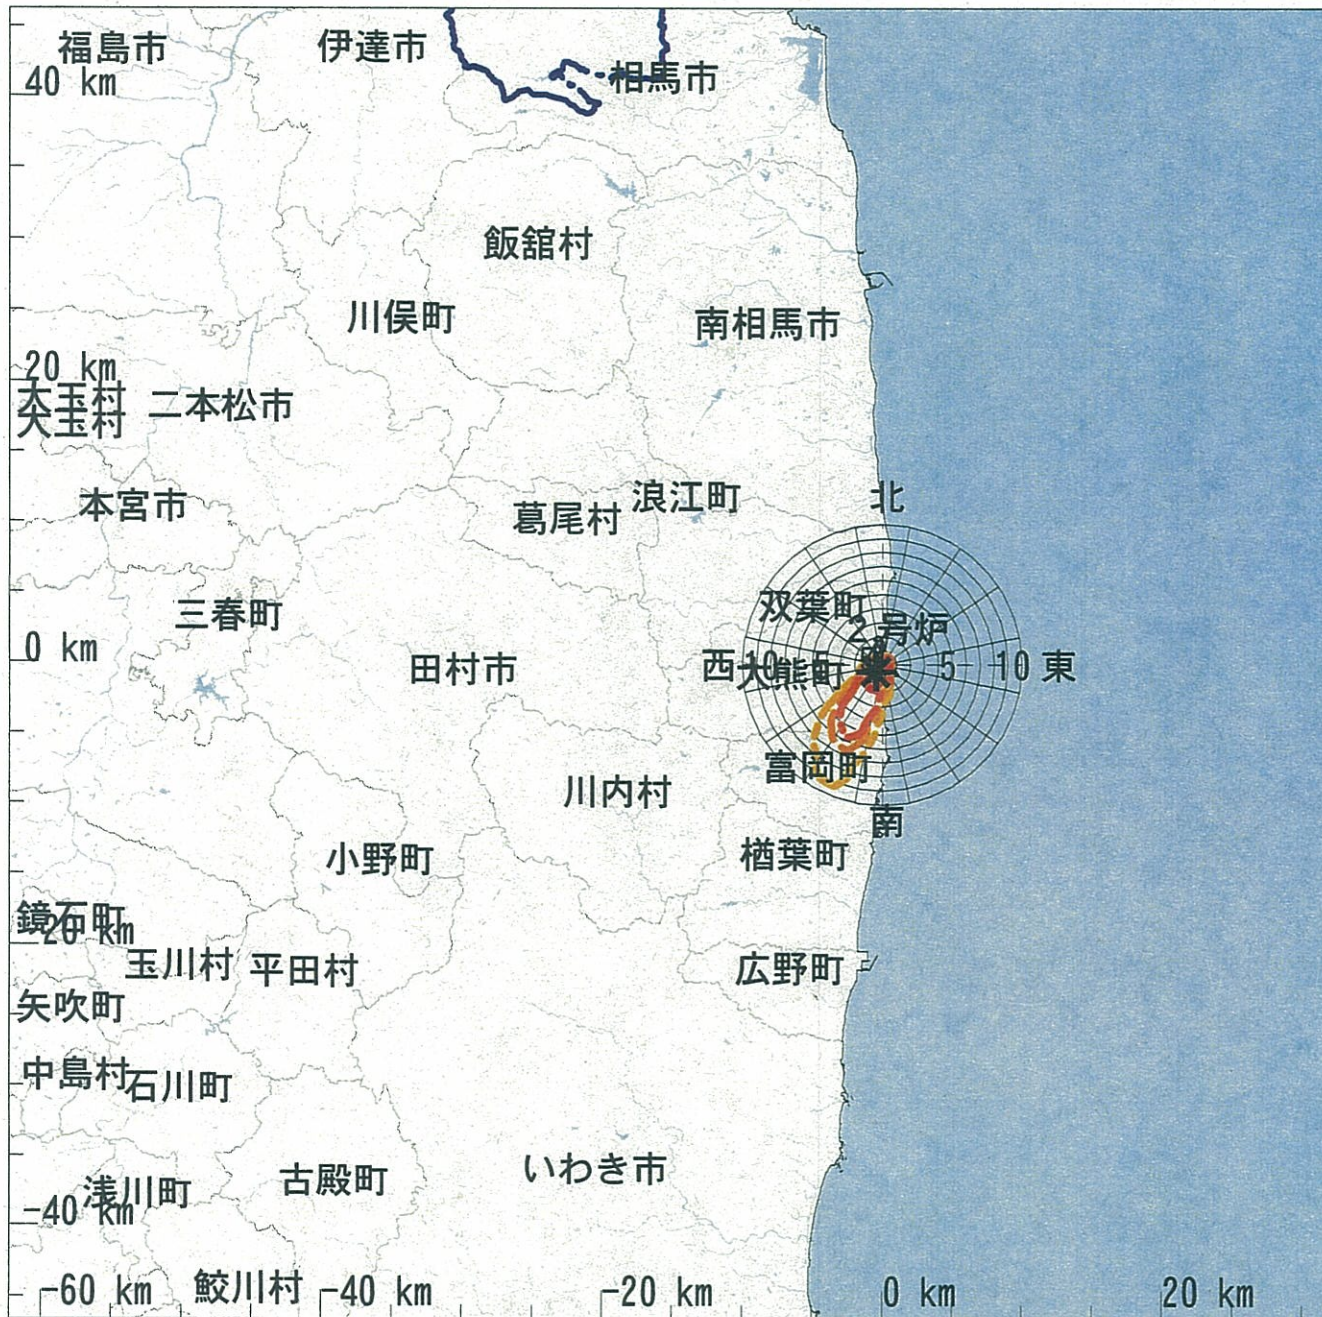 福島市
伊達市
相馬市
40 km
飯舘村
川俣町
南相馬市
20 km
大玉村
大玉村
二本松市
本宮市
葛尾村
浪江町
北
三春町
双葉町
2号炉
0 km
田村市
西
10
5
大熊町
5
10
東
富岡町
川内村
南
小野町
楢葉町
鏡石町
-20 km
玉川村
平田村
広野町
矢吹町
中島村
石川町
いわき市
浅川町
古殿町
-40 km
鮫川村
-60 km
-40 km
-20 km
0 km
20 km